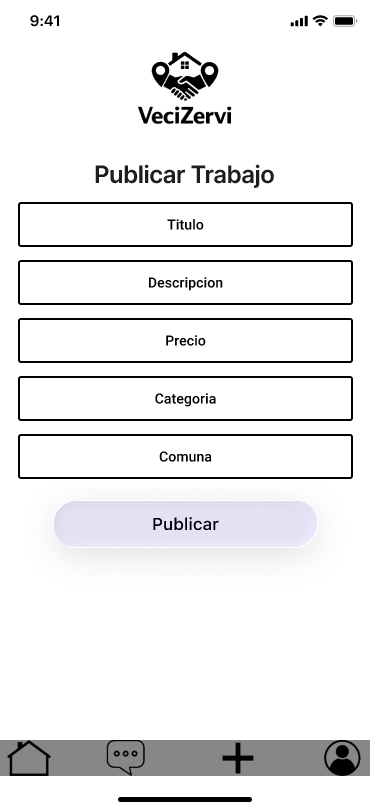 9:41
VeciZervi
Publicar Trabajo
Titulo
Descripcion
Precio
Categoria
Comuna
Publicar